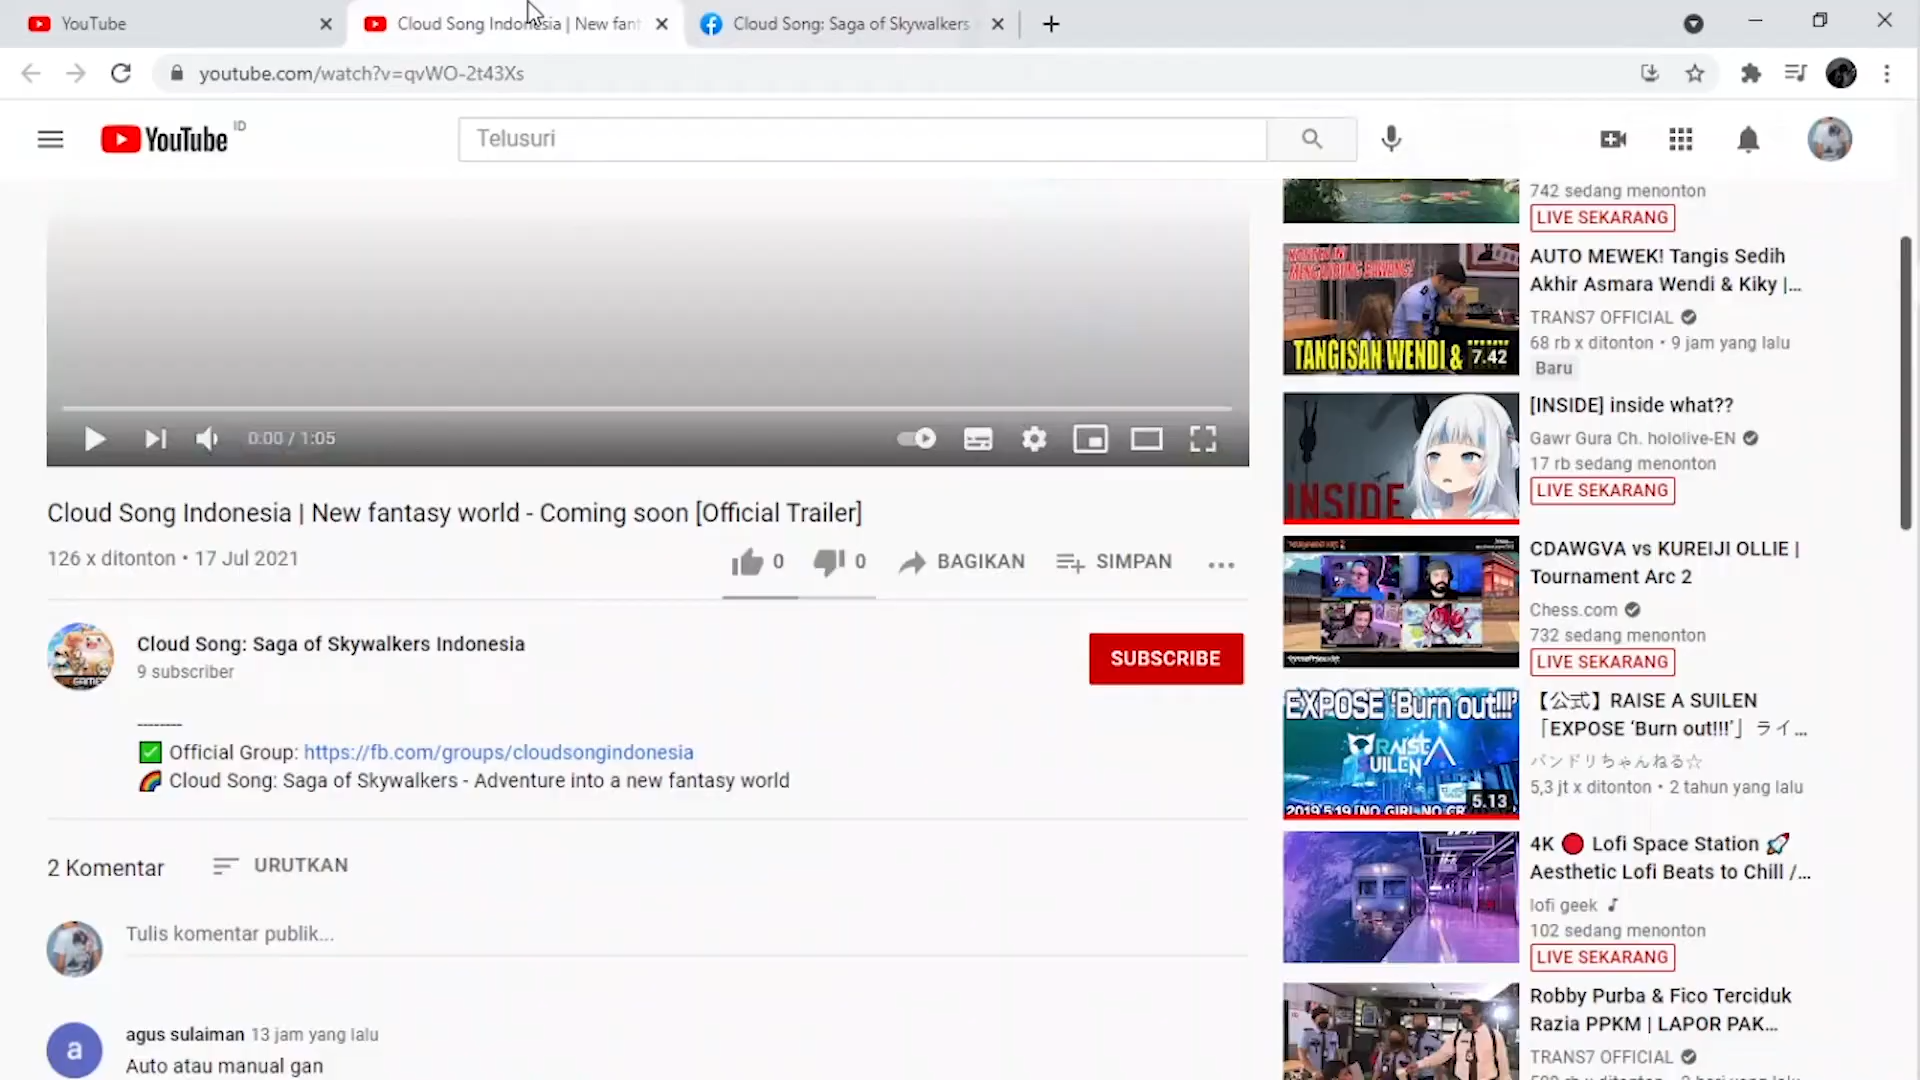 YouTube
Cloud Song Indonesia | New fant
Cloud Song: Saga of Skywalkers
youtube.com/watch?v=qvWO-2t43Xs
YouTube ID
Telusuri
0:00 / 1:05
Cloud Song Indonesia | New fantasy world - Coming soon [Official Trailer]
126 x ditonton • 17 Jul 2021
0
0
BAGIKAN
SIMPAN
Cloud Song: Saga of Skywalkers Indonesia
9 subscriber
SUBSCRIBE
--------
✅ Official Group: https://fb.com/groups/cloudsongindonesia
🌈 Cloud Song: Saga of Skywalkers - Adventure into a new fantasy world
2 Komentar
URUTKAN
Tulis komentar publik...
a
agus sulaiman 13 jam yang lalu
Auto atau manual gan
742 sedang menonton
LIVE SEKARANG
TANGISAN WENDI &
7.42
AUTO MEWEK! Tangis Sedih
Akhir Asmara Wendi & Kiky |...
TRANS7 OFFICIAL
68 rb x ditonton • 9 jam yang lalu
Baru
INSIDE
[INSIDE] inside what??
Gawr Gura Ch. hololive-EN
17 rb sedang menonton
LIVE SEKARANG
CDAWGVA vs KUREIJI OLLIE |
Tournament Arc 2
Chess.com
732 sedang menonton
LIVE SEKARANG
EXPOSE 'Burn out!!!'
RAISE A
SUILEN
5.13
【公式】RAISE A SUILEN
「EXPOSE ‘Burn out!!!’」ライ...
バンドリちゃんねる☆
5,3 jt x ditonton • 2 tahun yang lalu
4K 🔴 Lofi Space Station 🚀
Aesthetic Lofi Beats to Chill /...
lofi geek ♪
102 sedang menonton
LIVE SEKARANG
Robby Purba & Fico Terciduk
Razia PPKM | LAPOR PAK...
TRANS7 OFFICIAL